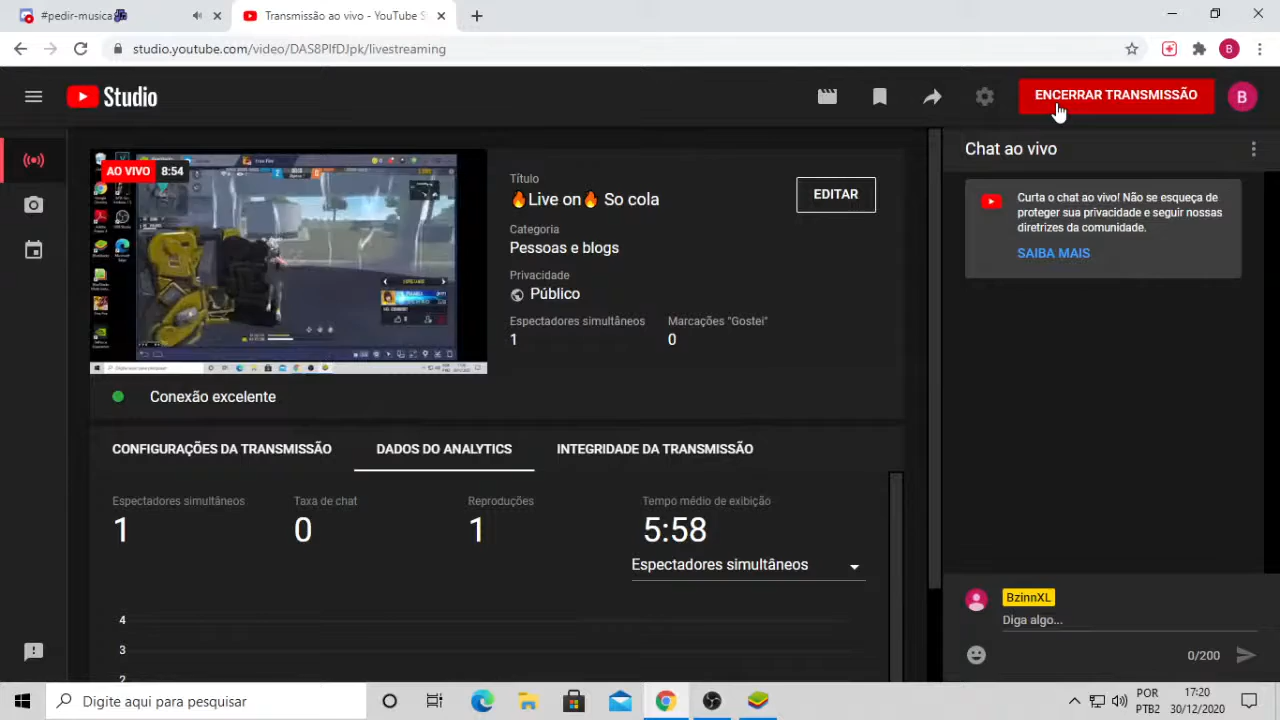 #pedir-musica
Transmissão ao vivo - YouTube S
studio.youtube.com/video/DAS8PIfDJpk/livestreaming
B
Studio
ENCERRAR TRANSMISSÃO
B
AO VIVO 8:54
Título
🔥Live on🔥 So cola
EDITAR
Categoria
Pessoas e blogs
Privacidade
Público
Espectadores simultâneos
Marcações "Gostei"
1
0
Conexão excelente
CONFIGURAÇÕES DA TRANSMISSÃO
DADOS DO ANALYTICS
INTEGRIDADE DA TRANSMISSÃO
Espectadores simultâneos
Taxa de chat
Reproduções
Tempo médio de exibição
1
0
1
5:58
Espectadores simultâneos
4
3
2
Chat ao vivo
Curta o chat ao vivo! Não se esqueça de
proteger sua privacidade e seguir nossas
diretrizes da comunidade.
SAIBA MAIS
BzinnXL
Diga algo...
0/200
Digite aqui para pesquisar
POR
PTB2
17:20
30/12/2020